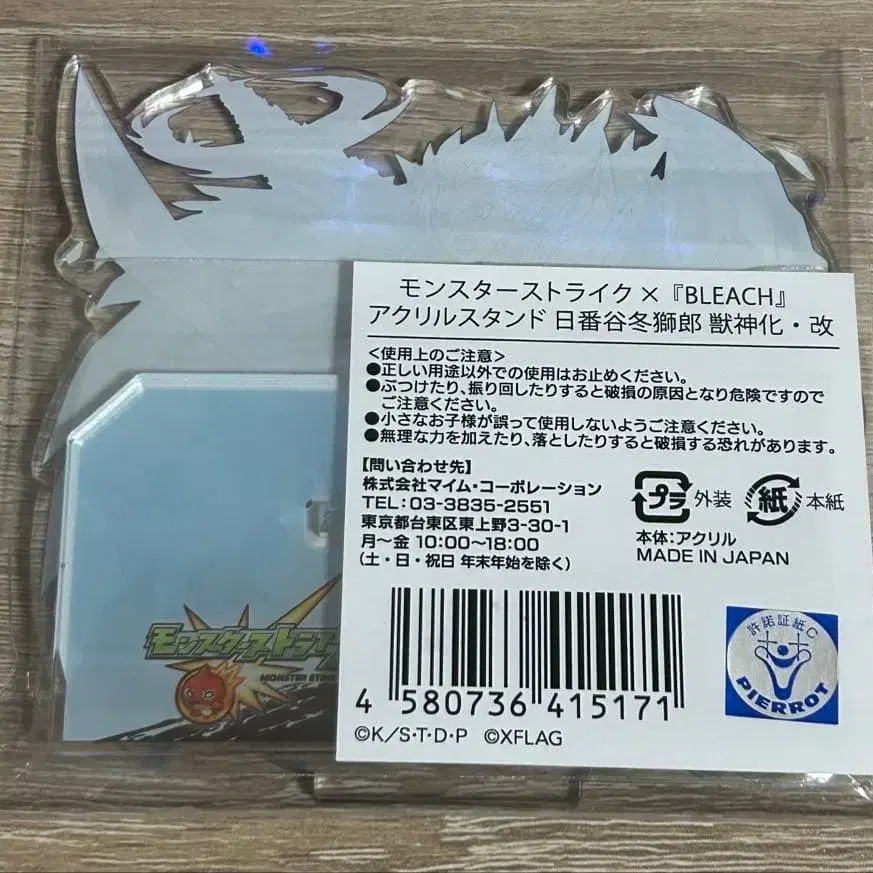 モンスターストライク×『BLEACH』
アクリルスタンド 日番谷冬獅郎 獣神化・改
<使用上のご注意>
●正しい用途以外での使用はお止めください。
●ぶつけたり、振り回したりすると破損の原因となり危険ですので
ご注意ください。
●小さなお子様が誤って使用しないようご注意ください。
●無理な力を加えたり、落としたりすると破損する恐れがあります。
【問い合わせ先】
株式会社マイム・コーポレーション
TEL:03-3835-2551
東京都台東区東上野3-30-1
月~金 10:00~18:00
(土・日・祝日 年末年始を除く)
プラ 外装
紙 本紙
本体:アクリル
MADE IN JAPAN
4 580736 415171
©K/S・T・D・P ©XFLAG
許諾証紙C
PIERROT
モンスターストライ
MONSTER STRI